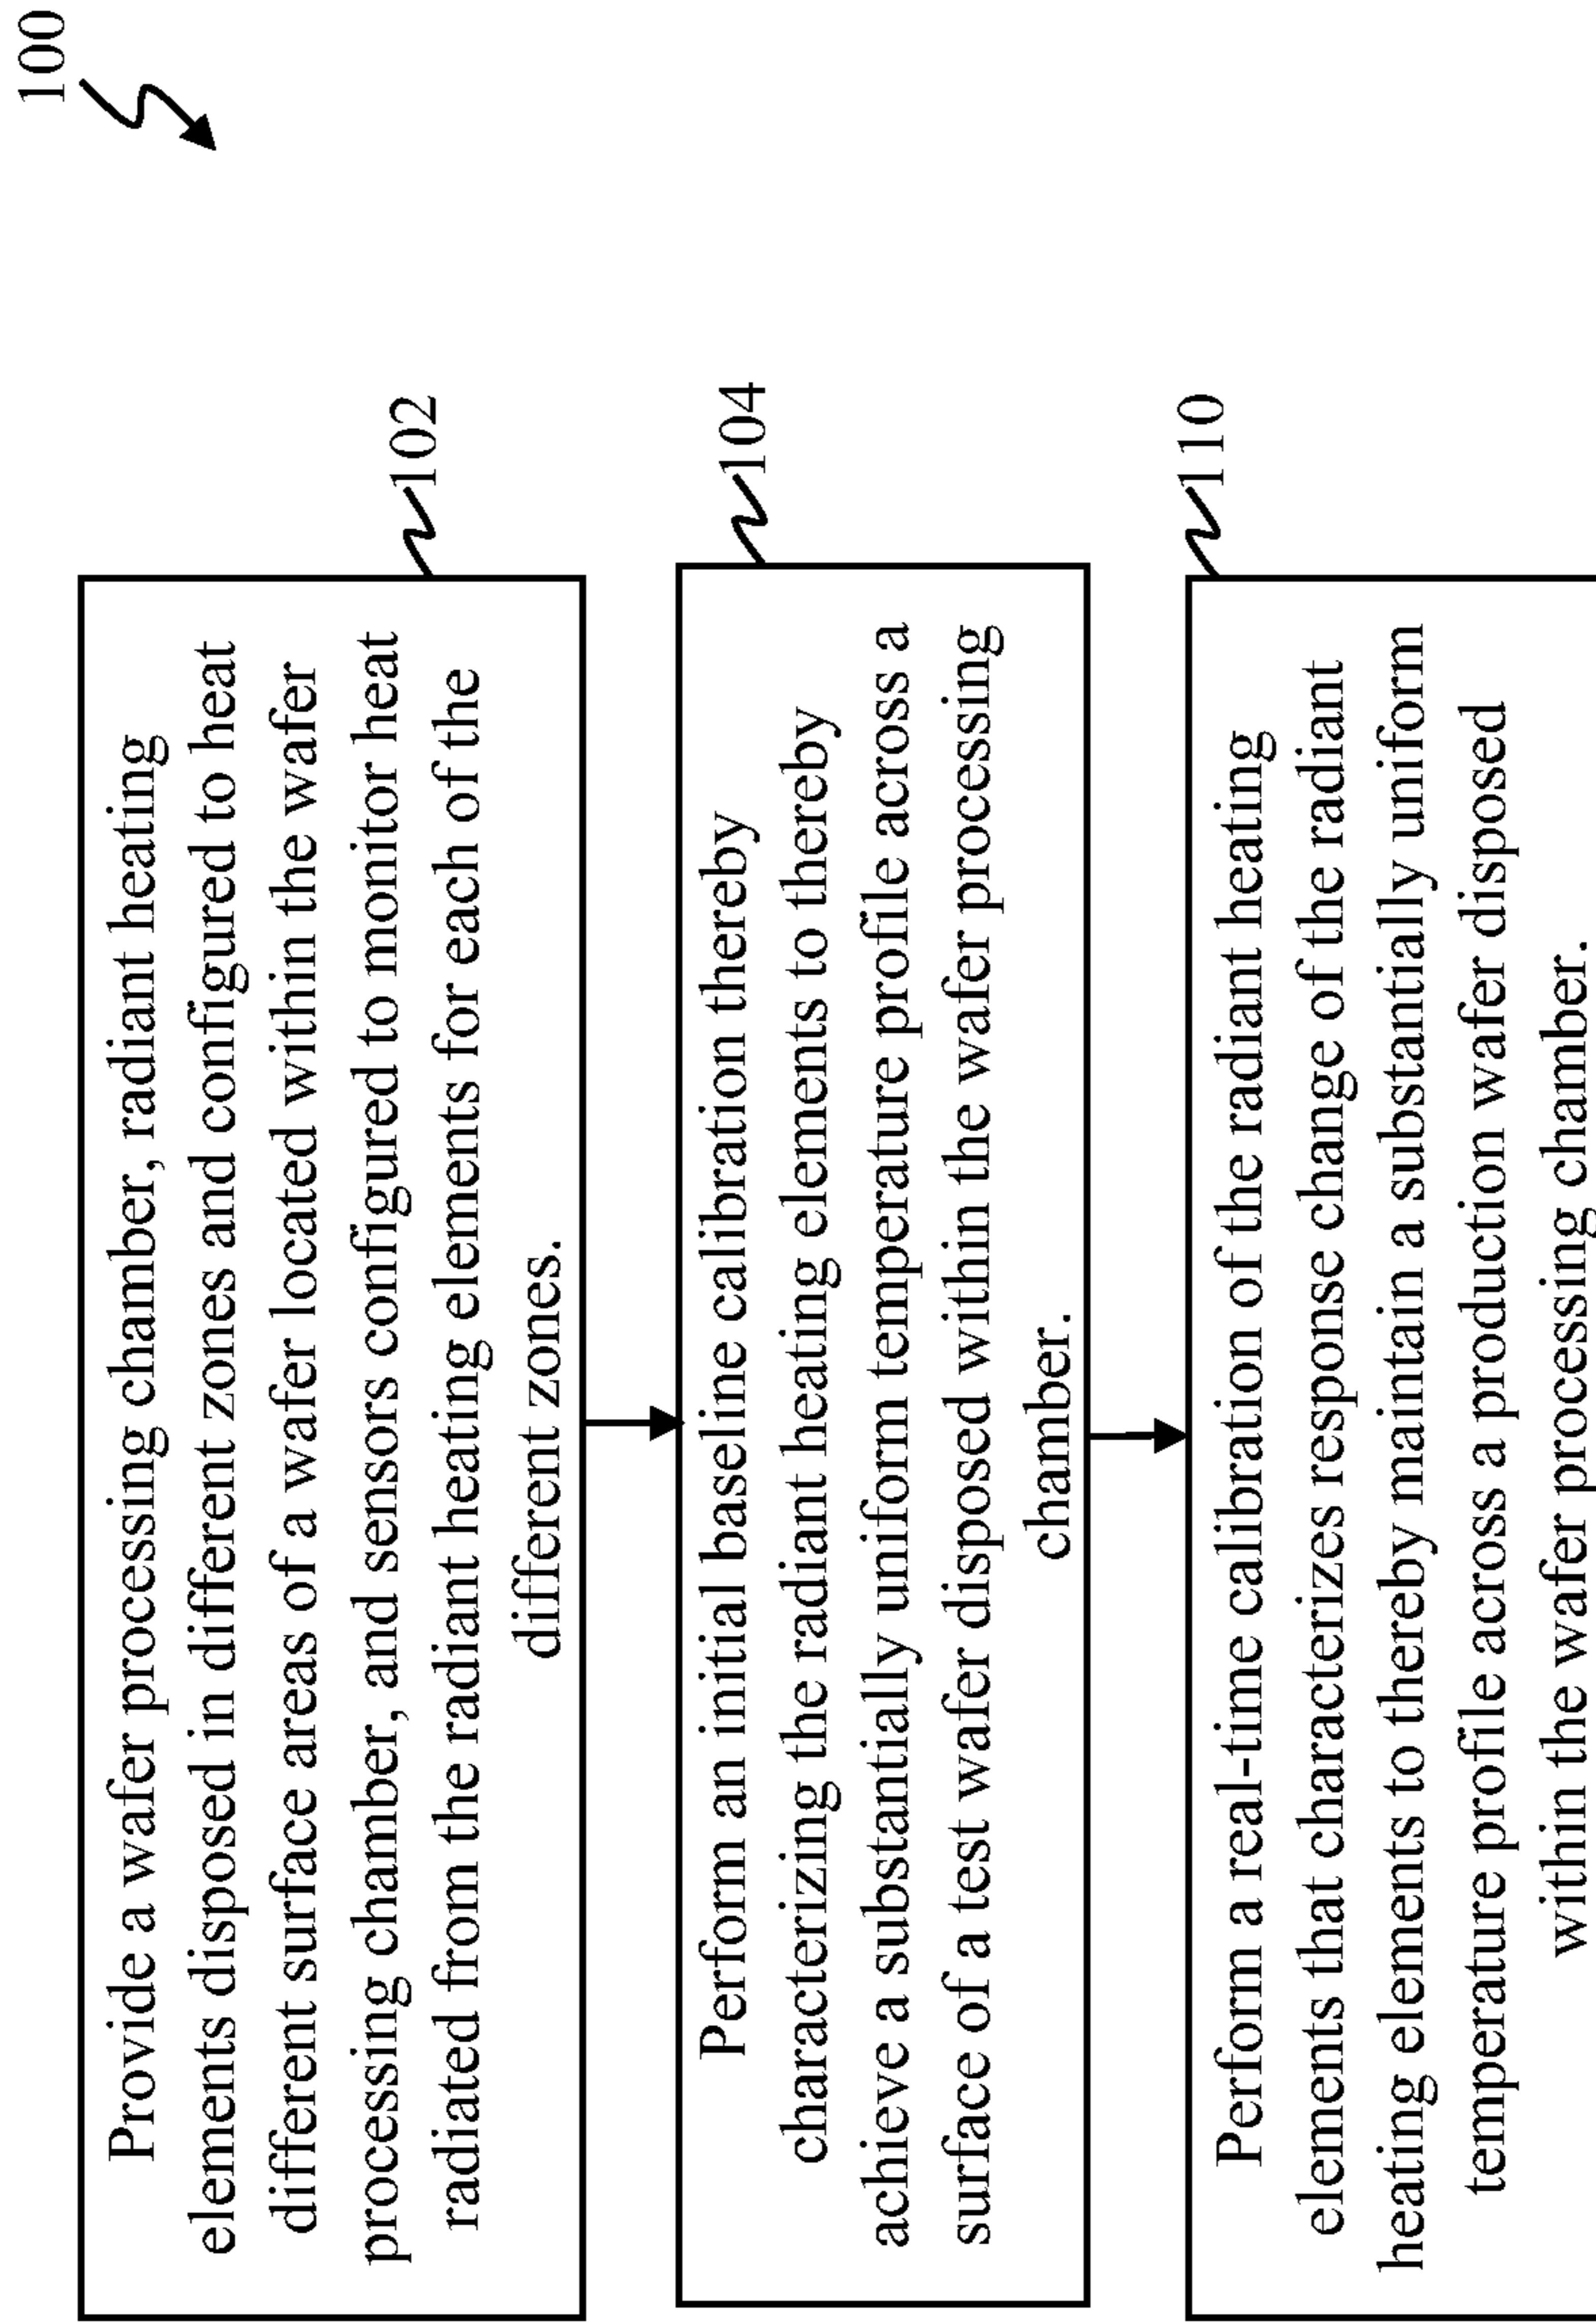 100
Provide a wafer processing chamber, radiant heating
elements disposed in different zones and configured to heat
different surface areas of a wafer located within the wafer
processing chamber, and sensors configured to monitor heat
radiated from the radiant heating elements for each of the
different zones.
102
Perform an initial baseline calibration thereby
characterizing the radiant heating elements to thereby
achieve a substantially uniform temperature profile across a
surface of a test wafer disposed within the wafer processing
chamber.
104
Perform a real-time calibration of the radiant heating
elements that characterizes response change of the radiant
heating elements to thereby maintain a substantially uniform
temperature profile across a production wafer disposed
within the wafer processing chamber.
110